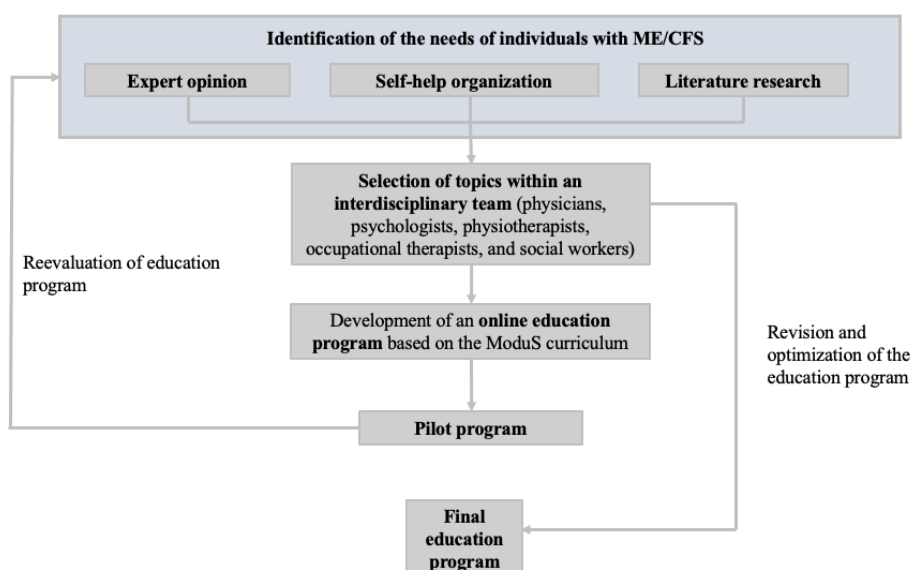 Identification of the needs of individuals with ME/CFS
Expert opinion
Self-help organization
Literature research
Selection of topics within an
interdisciplinary team (physicians,
psychologists, physiotherapists,
occupational therapists, and social workers)
Reevaluation of education
program
Development of an online education
program based on the ModuS curriculum
Revision and
optimization of the
education program
Pilot program
Final
education
program